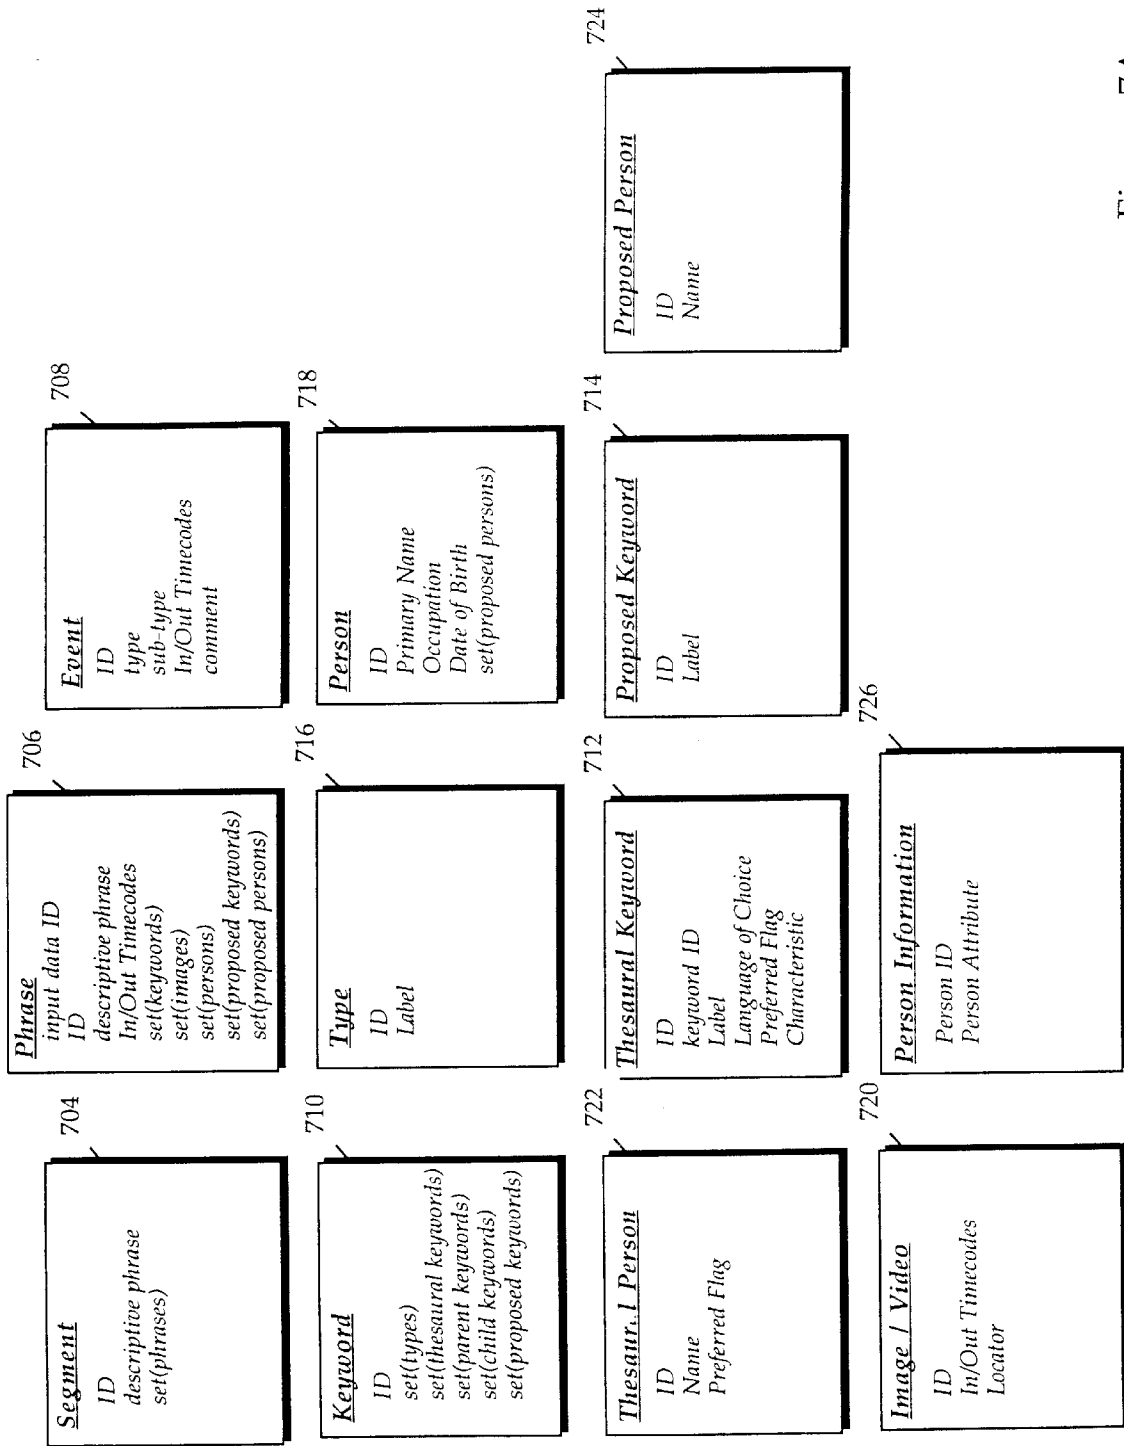 704
Segment
ID
descriptive phrase
set(phrases)
706
Phrase
input data ID
ID
descriptive phrase
In/Out Timecodes
set(keywords)
set(images)
set(persons)
set(proposed keywords)
set(proposed persons)
708
Event
ID
type
sub-type
In/Out Timecodes
comment
710
Keyword
ID
set(types)
set(thesaural keywords)
set(parent keywords)
set(child keywords)
set(proposed keywords)
716
Type
ID
Label
718
Person
ID
Primary Name
Occupation
Date of Birth
set(proposed persons)
722
Thesaural Person
ID
Name
Preferred Flag
712
Thesaural Keyword
ID
keyword ID
Label
Language of Choice
Preferred Flag
Characteristic
714
Proposed Keyword
ID
Label
724
Proposed Person
ID
Name
720
Image / Video
ID
In/Out Timecodes
Locator
726
Person Information
Person ID
Person Attribute